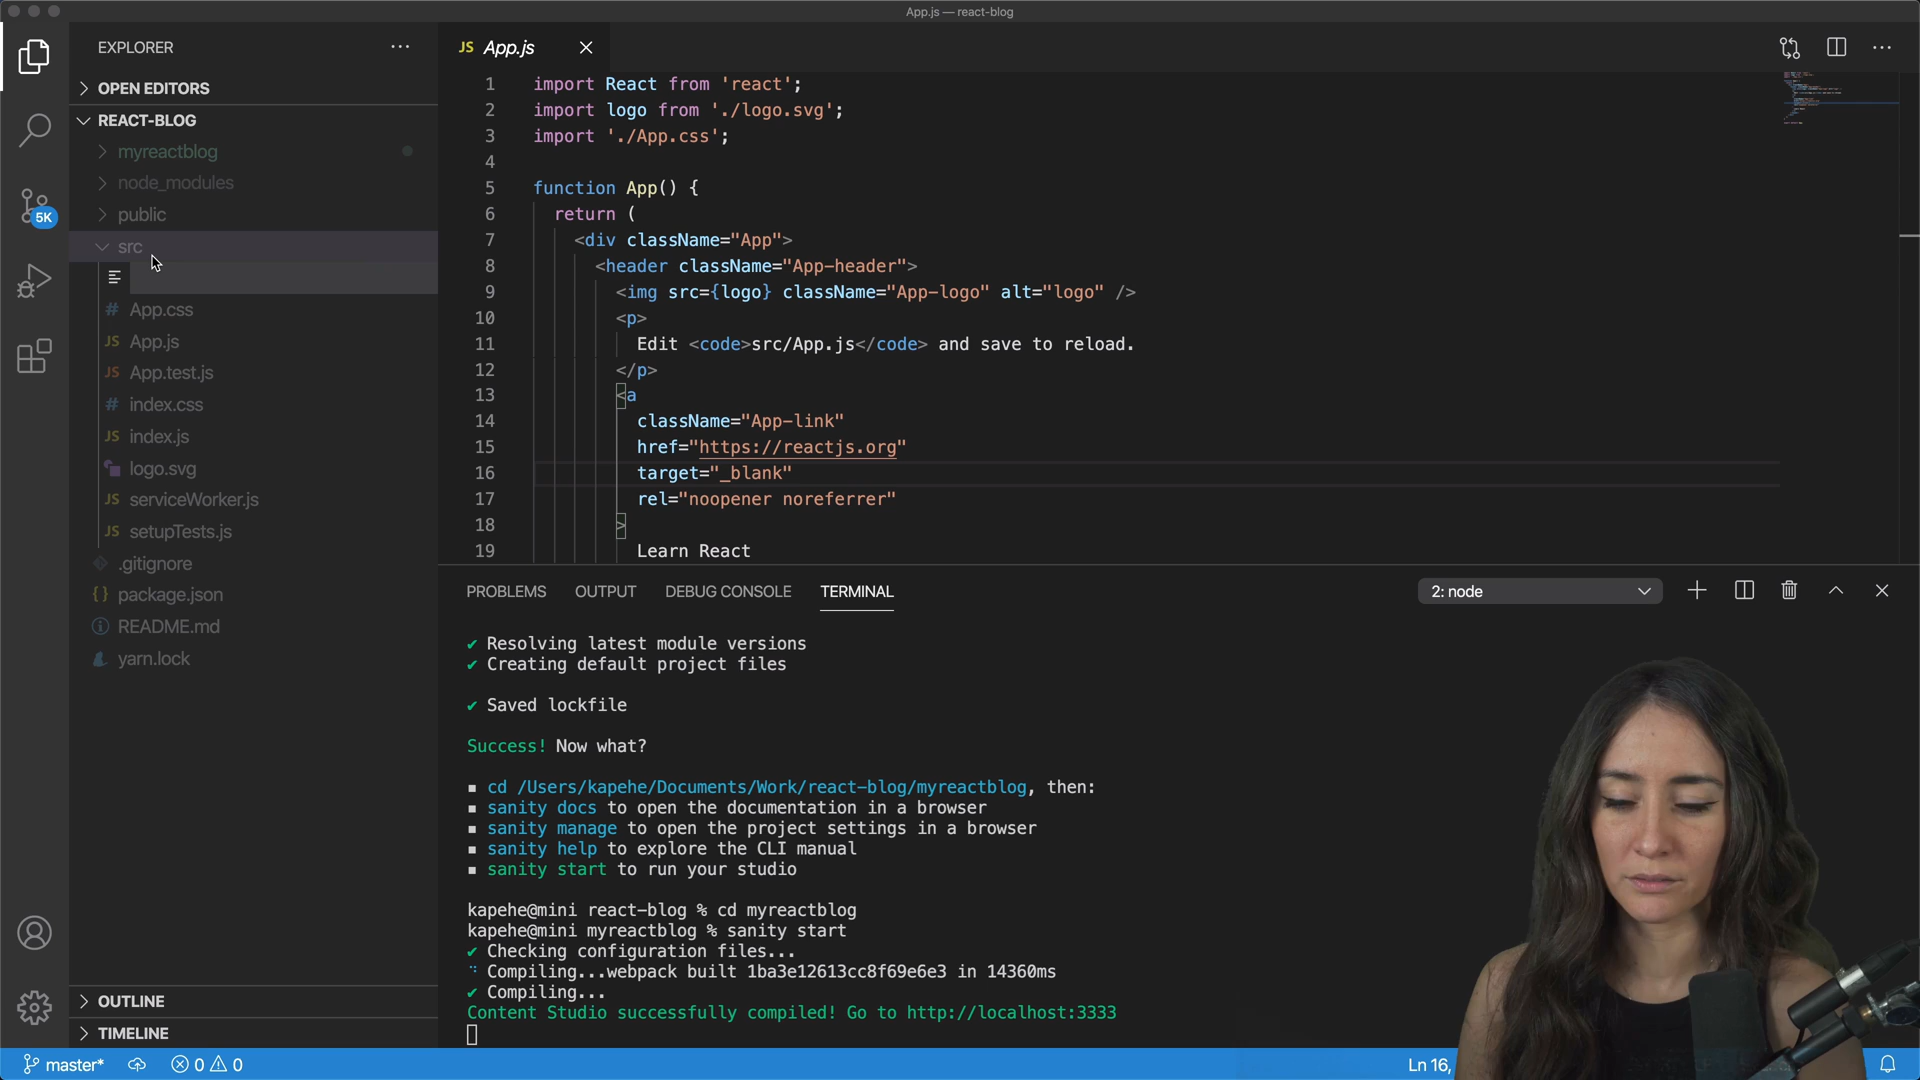 App.js — react-blog
EXPLORER
OPEN EDITORS
REACT-BLOG
myreactblog
node_modules
public
src
App.css
App.js
App.test.js
index.css
index.js
logo.svg
serviceWorker.js
setupTests.js
.gitignore
package.json
README.md
yarn.lock
OUTLINE
TIMELINE
5K
JS App.js
1 import React from 'react';
2 import logo from './logo.svg';
3 import './App.css';
4
5 function App() {
6 return (
7 <div className="App">
8 <header className="App-header">
9 <img src={logo} className="App-logo" alt="logo" />
10 <p>
11 Edit <code>src/App.js</code> and save to reload.
12 </p>
13 <a
14 className="App-link"
15 href="https://reactjs.org"
16 target="_blank"
17 rel="noopener noreferrer"
18 >
19 Learn React
PROBLEMS OUTPUT DEBUG CONSOLE TERMINAL 2: node
✔ Resolving latest module versions
✔ Creating default project files
✔ Saved lockfile
Success! Now what?
▪ cd /Users/kapehe/Documents/Work/react-blog/myreactblog, then:
▪ sanity docs to open the documentation in a browser
▪ sanity manage to open the project settings in a browser
▪ sanity help to explore the CLI manual
▪ sanity start to run your studio
kapehe@mini react-blog % cd myreactblog
kapehe@mini myreactblog % sanity start
✔ Checking configuration files...
Compiling...webpack built 1ba3e12613cc8f69e6e3 in 14360ms
✔ Compiling...
Content Studio successfully compiled! Go to http://localhost:3333
master* 0 0 Ln 16,